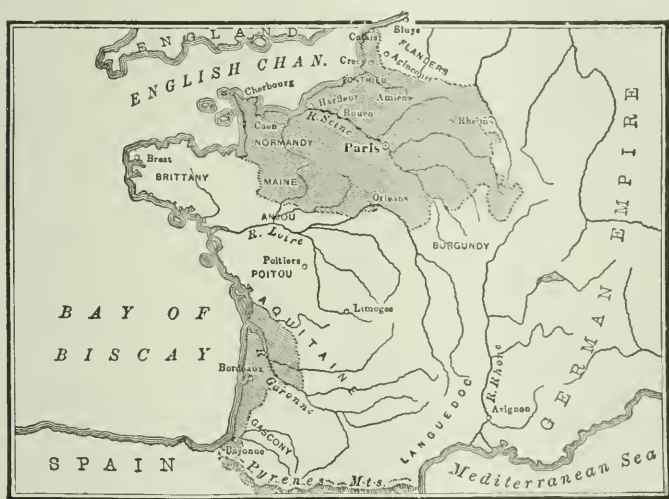 ENGLAND
Sluys
Calais
FLANDERS
ENGLISH CHAN.
Crecy
Agincourt
Cherbourg
PONTHIEU
Harfleur
Amiens
Rouen
Rheims
Caen
R. Seine
NORMANDY
Paris
Brest
BRITTANY
MAINE
Orleans
ANJOU
R. Loire
BURGUNDY
Poitiers
POITOU
BAY OF
BISCAY
AQUITAINE
Limoges
Bordeaux
R. Garonne
R. Rhone
GERMAN EMPIRE
LANGUEDOC
Avignon
GASCONY
Bayonne
SPAIN
Pyrenes Mts.
Mediterranean Sea